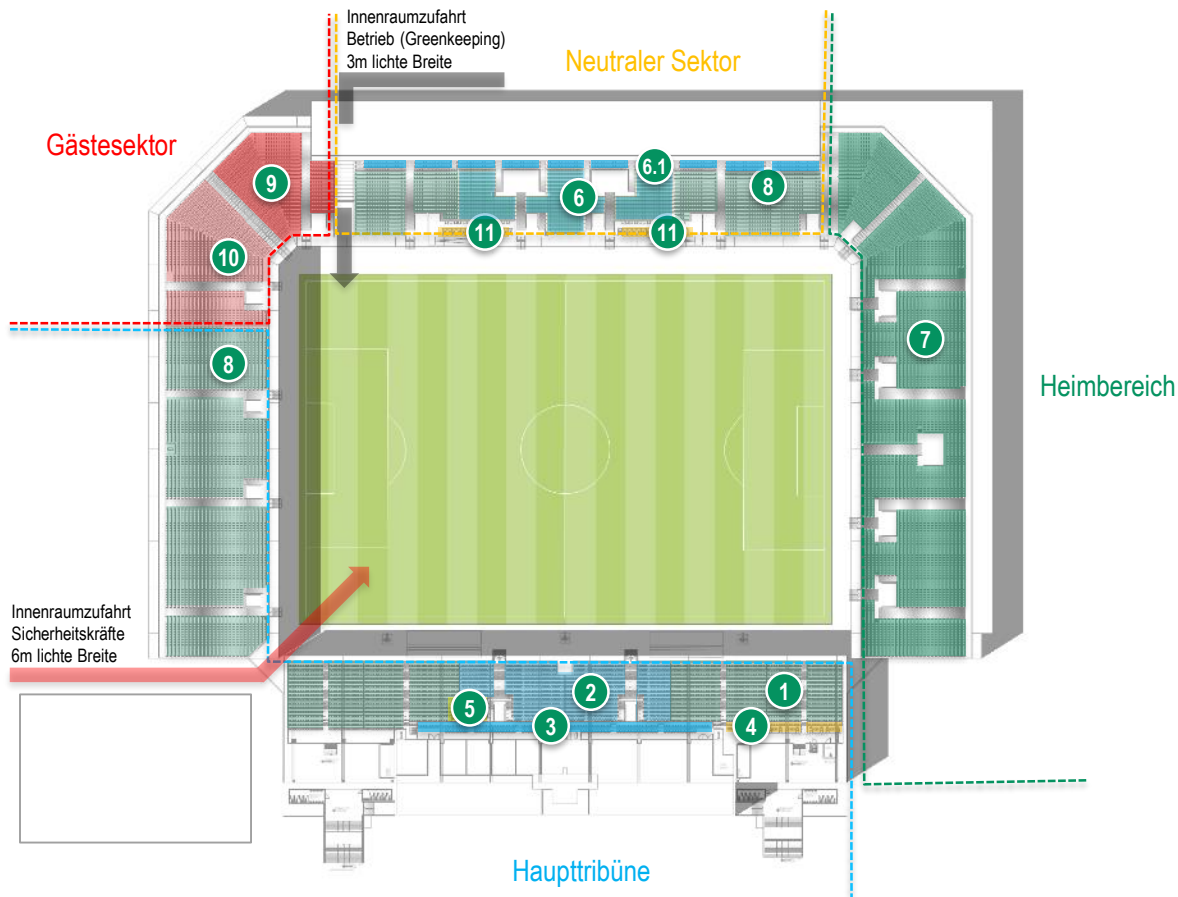 Innenraumzufahrt
Betrieb (Greenkeeping)
3m lichte Breite
Neutraler Sektor
Gästesektor
9
6.1
6
8
11
11
10
7
8
Heimbereich
Innenraumzufahrt
Sicherheitskräfte
6m lichte Breite
1
2
5
3
4
Haupttribüne